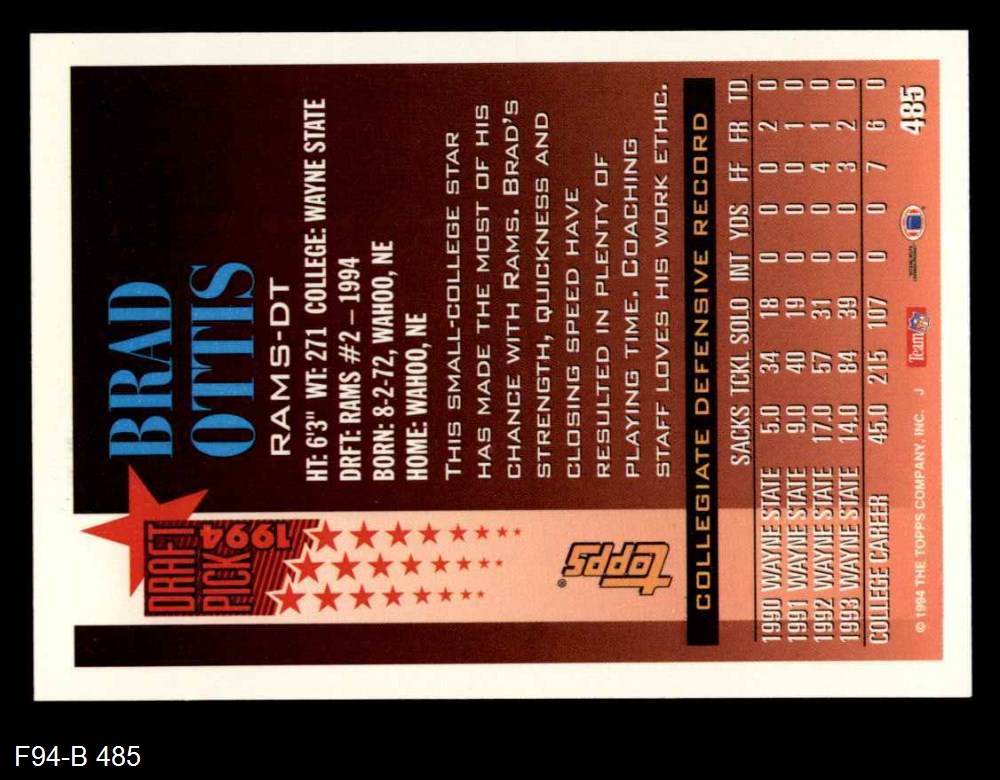 BRAD
OTTIS
RAMS-DT
HT: 6'3" WT: 271 COLLEGE: WAYNE STATE
DRFT: RAMS #2 – 1994
BORN: 8-2-72, WAHOO, NE
HOME: WAHOO, NE
THIS SMALL-COLLEGE STAR
HAS MADE THE MOST OF HIS
CHANCE WITH RAMS. BRAD'S
STRENGTH, QUICKNESS AND
CLOSING SPEED HAVE
RESULTED IN PLENTY OF
PLAYING TIME. COACHING
STAFF LOVES HIS WORK ETHIC.
DRAFT
PICK
1994
Topps®
COLLEGIATE DEFENSIVE RECORD
SACKS TCKL SOLO INT YDS FF FR TD
1990 WAYNE STATE 5.0 34 18 0 0 0 2 0
1991 WAYNE STATE 9.0 40 19 0 0 0 1 0
1992 WAYNE STATE 17.0 57 31 0 0 4 1 0
1993 WAYNE STATE 14.0 84 39 0 0 3 2 0
COLLEGE CAREER 45.0 215 107 0 0 7 6 0
© 1994 THE TOPPS COMPANY, INC. J Team NFL
485
F94-B 485